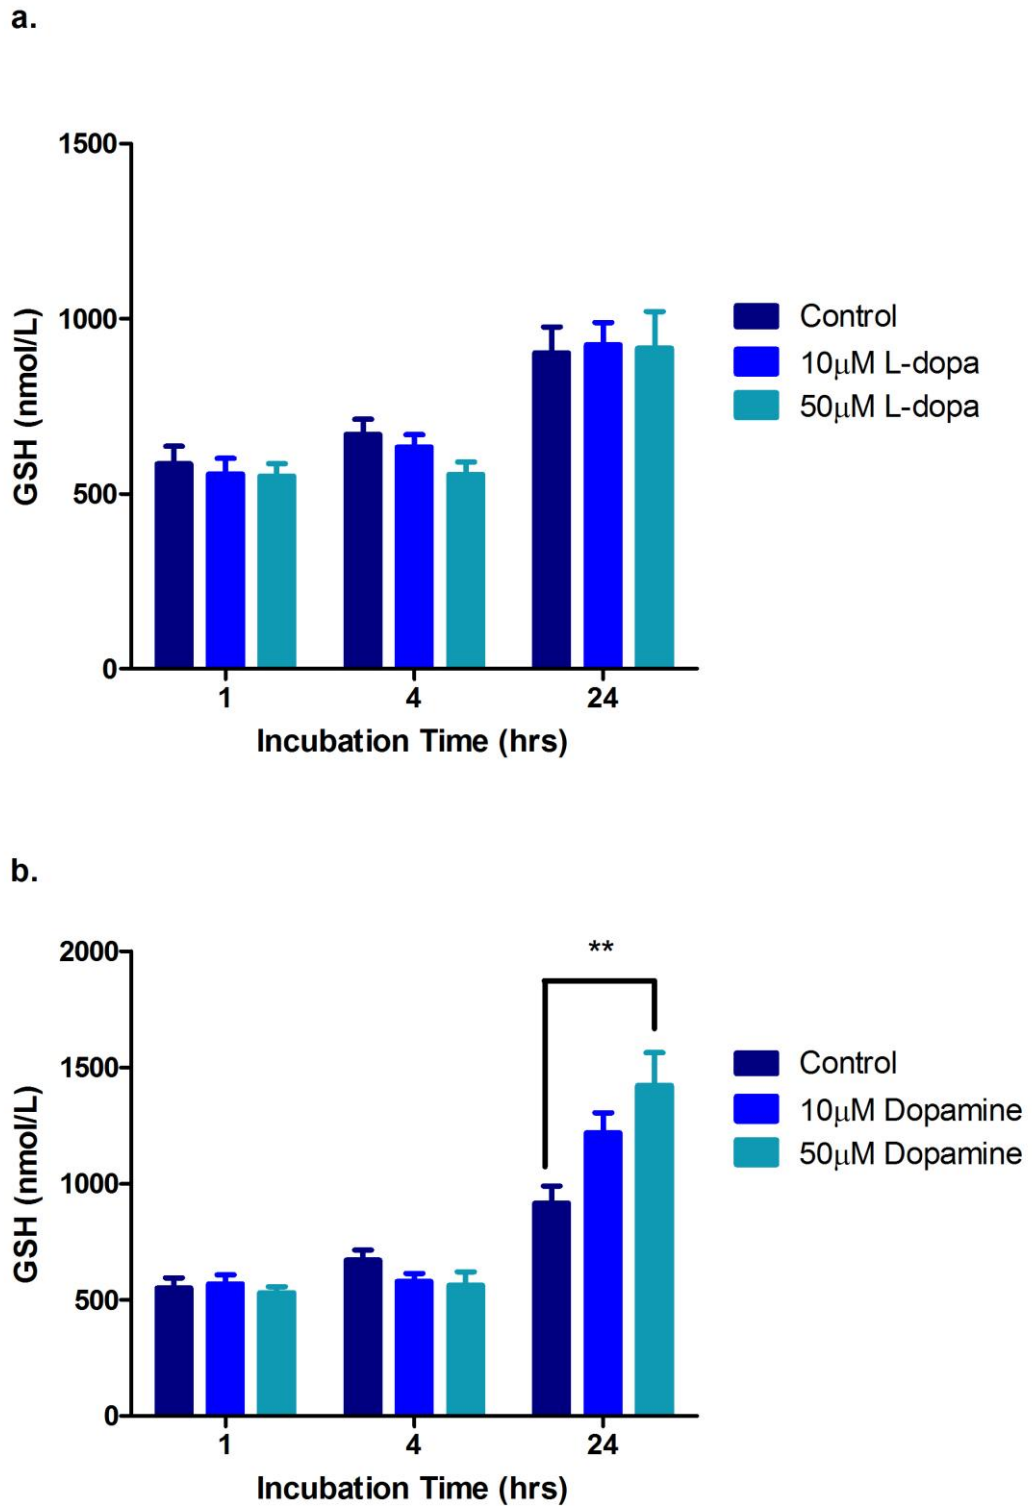 a.
1500
1000
500
0
GSH (nmol/L)
1
4
24
Incubation Time (hrs)
Control
10μM L-dopa
50μM L-dopa
b.
**
2000
1500
1000
500
0
GSH (nmol/L)
1
4
24
Incubation Time (hrs)
Control
10μM Dopamine
50μM Dopamine